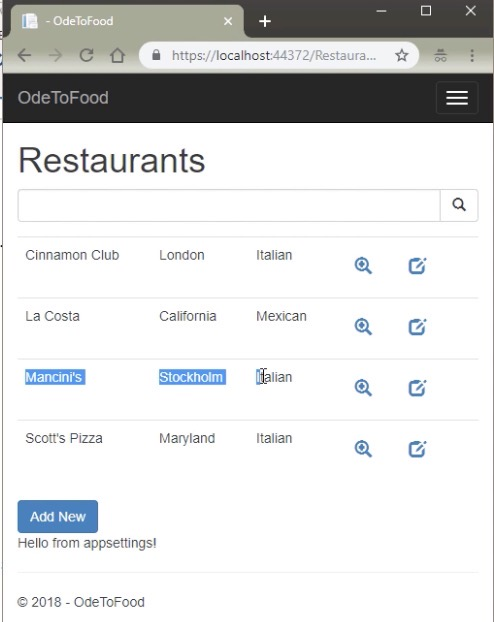 - OdeToFood
https://localhost:44372/Restaura...
OdeToFood
Restaurants
Cinnamon Club London Italian
La Costa California Mexican
Mancini's Stockholm Italian
Scott's Pizza Maryland Italian
Add New
Hello from appsettings!
© 2018 - OdeToFood